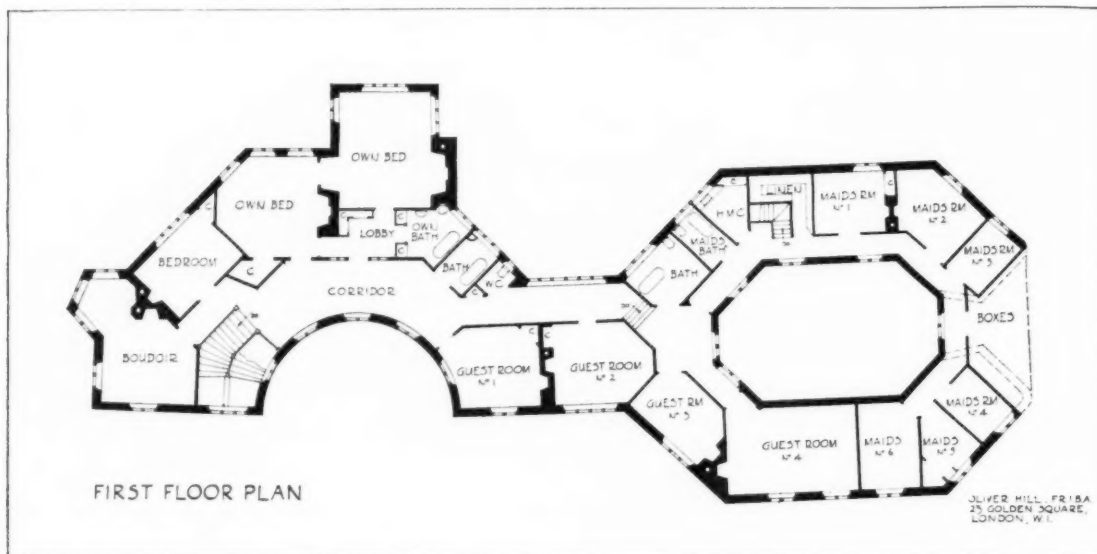 OWN BED
OWN BED
BEDROOM
C
C
BOUDOIR
C
LOBBY
C
C
OWN
BATH
BATH
C
W.C.
CORRIDOR
GUEST ROOM
Nº 1
C
C
GUEST ROOM
Nº 2
GUEST RM
Nº 3
GUEST ROOM
Nº 4
BATH
MAIDS
BATH
H.M.C.
C
LINEN
MAIDS RM
Nº 1
C
MAIDS RM
Nº 2
MAIDS RM
Nº 3
BOXES
MAIDS RM
Nº 4
MAIDS
Nº 5
MAIDS
Nº 6
FIRST FLOOR PLAN
OLIVER HILL. F.R.I.B.A.
23 GOLDEN SQUARE,
LONDON, W.1.